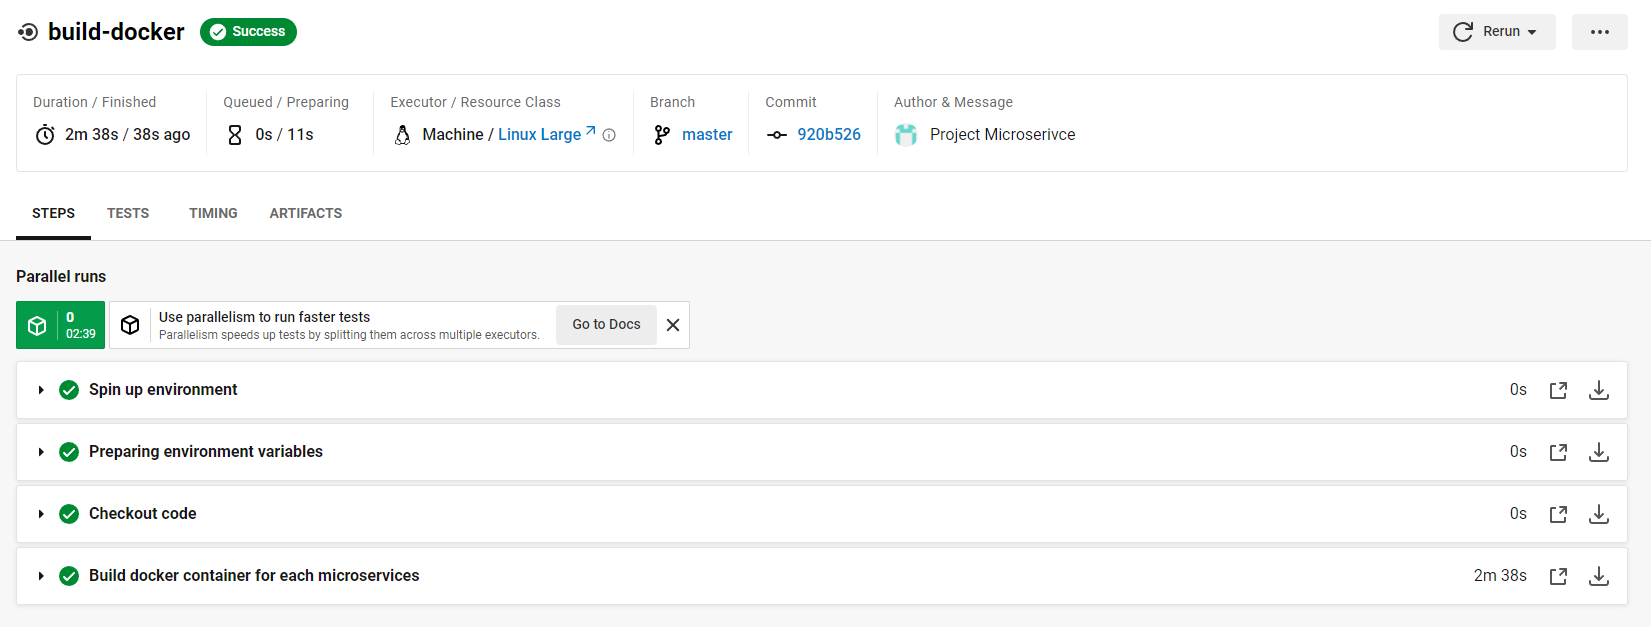 build-docker
Success
Rerun
Duration / Finished
2m 38s / 38s ago
Queued / Preparing
0s / 11s
Executor / Resource Class
Machine / Linux Large
Branch
master
Commit
920b526
Author & Message
Project Microserivce
STEPS
TESTS
TIMING
ARTIFACTS
Parallel runs
0
02:39
Use parallelism to run faster tests
Parallelism speeds up tests by splitting them across multiple executors.
Go to Docs
Spin up environment
0s
Preparing environment variables
0s
Checkout code
0s
Build docker container for each microservices
2m 38s